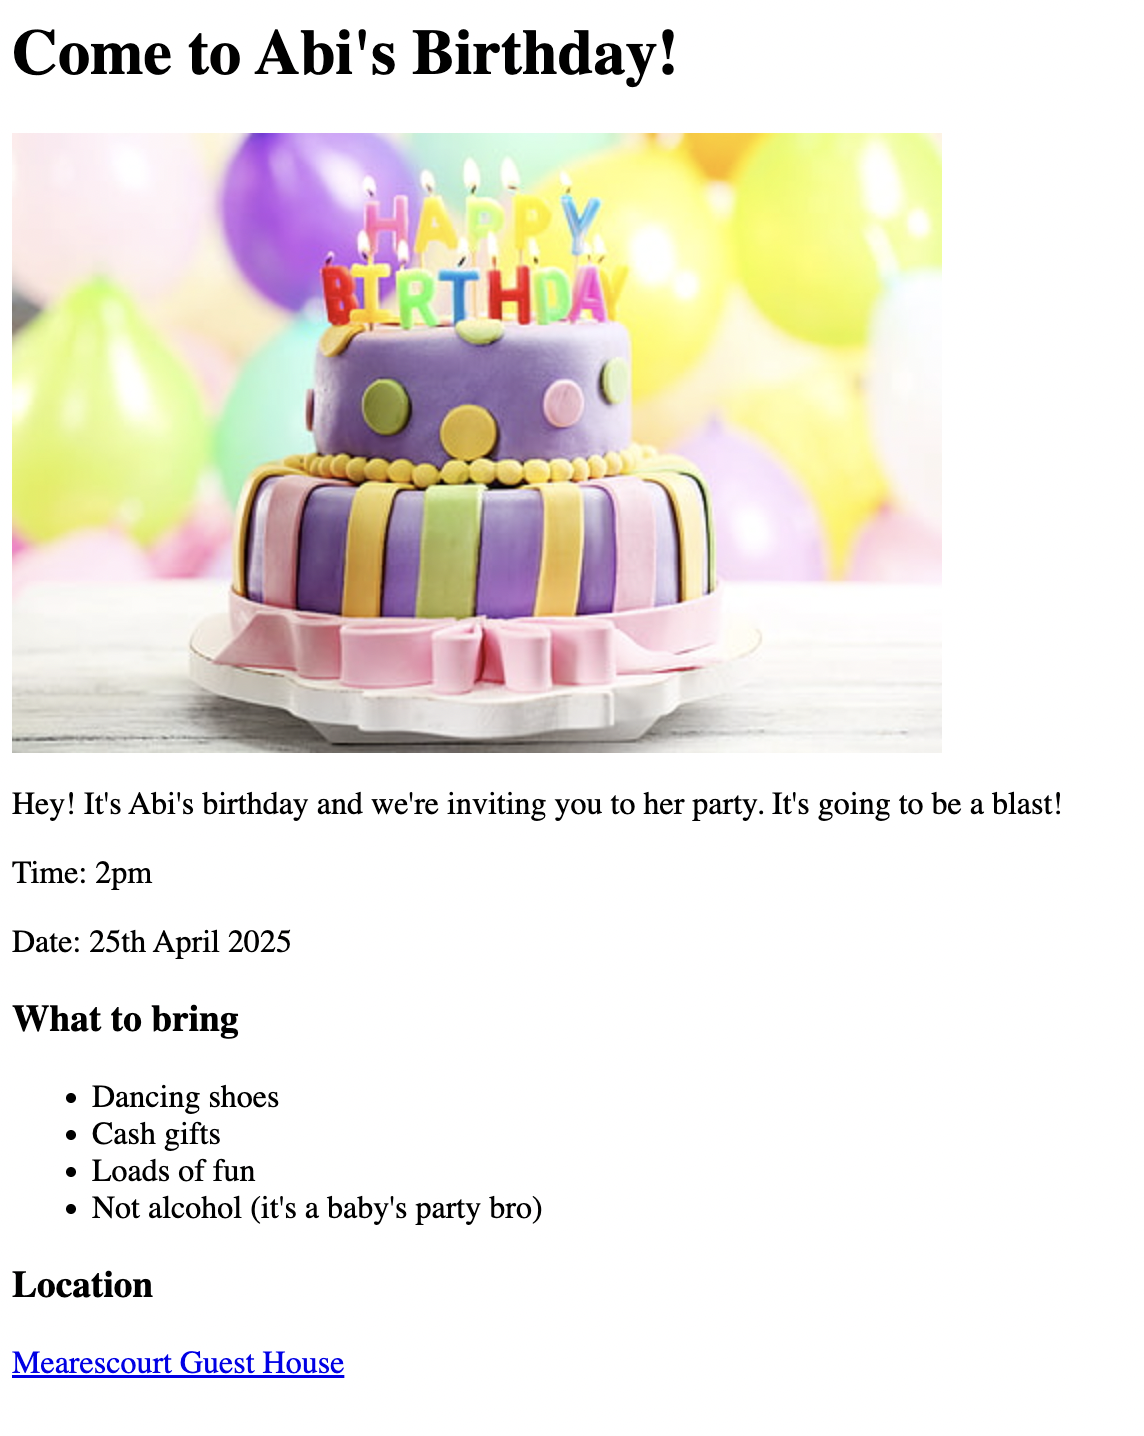 Come to Abi's Birthday!
HAPPY
BIRTHDAY
Hey! It's Abi's birthday and we're inviting you to her party. It's going to be a blast!
Time: 2pm
Date: 25th April 2025
What to bring
Dancing shoes
Cash gifts
Loads of fun
Not alcohol (it's a baby's party bro)
Location
Mearescourt Guest House